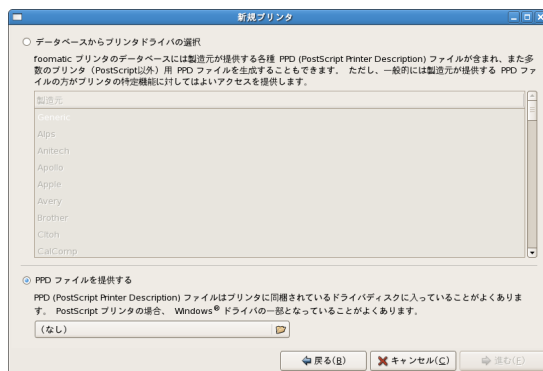 新規プリンタ
データベースからプリンタドライバの選択
foomatic プリンタのデータベースには製造元が提供する各種 PPD (PostScript Printer Description) ファイルが含まれ、また多
数のプリンタ（PostScript以外）用 PPD ファイルを生成することもできます。 ただし、一般的には製造元が提供する PPD ファ
イルの方がプリンタの特定機能に対してはよいアクセスを提供します。
製造元
Generic
Alps
Anitech
Apollo
Apple
Avery
Brother
CItoh
CalComp
PPD ファイルを提供する
PPD (PostScript Printer Description) ファイルはプリンタに同梱されているドライバディスクに入っていることがよくありま
す。 PostScript プリンタの場合、 Windows® ドライバの一部となっていることがよくあります。
（なし）
戻る(B)
キャンセル(C)
進む(F)